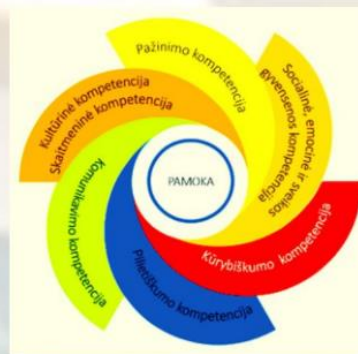 Pažinimo kompetencija
Socialinė, emocinė ir sveikos
gyvensenos kompetencija
Kūrybiškumo kompetencija
Pilietiškumo kompetencija
Komunikavimo kompetencija
Kultūrinė kompetencija
Skaitmeninė kompetencija
PAMOKA